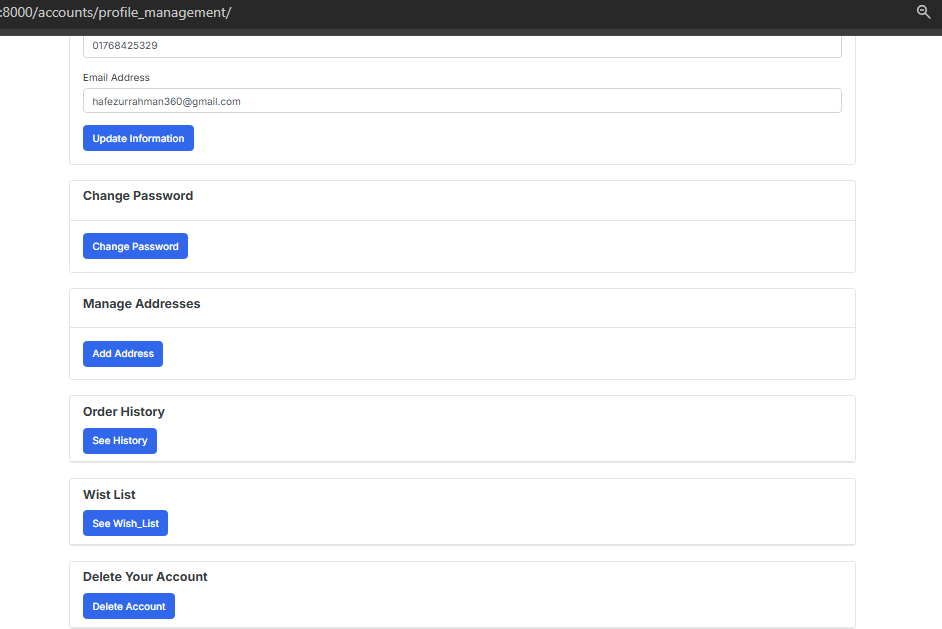 :8000/accounts/profile_management/
01768425329
Email Address
hafezurrahman360@gmail.com
Update Information
Change Password
Change Password
Manage Addresses
Add Address
Order History
See History
Wist List
See Wish_List
Delete Your Account
Delete Account